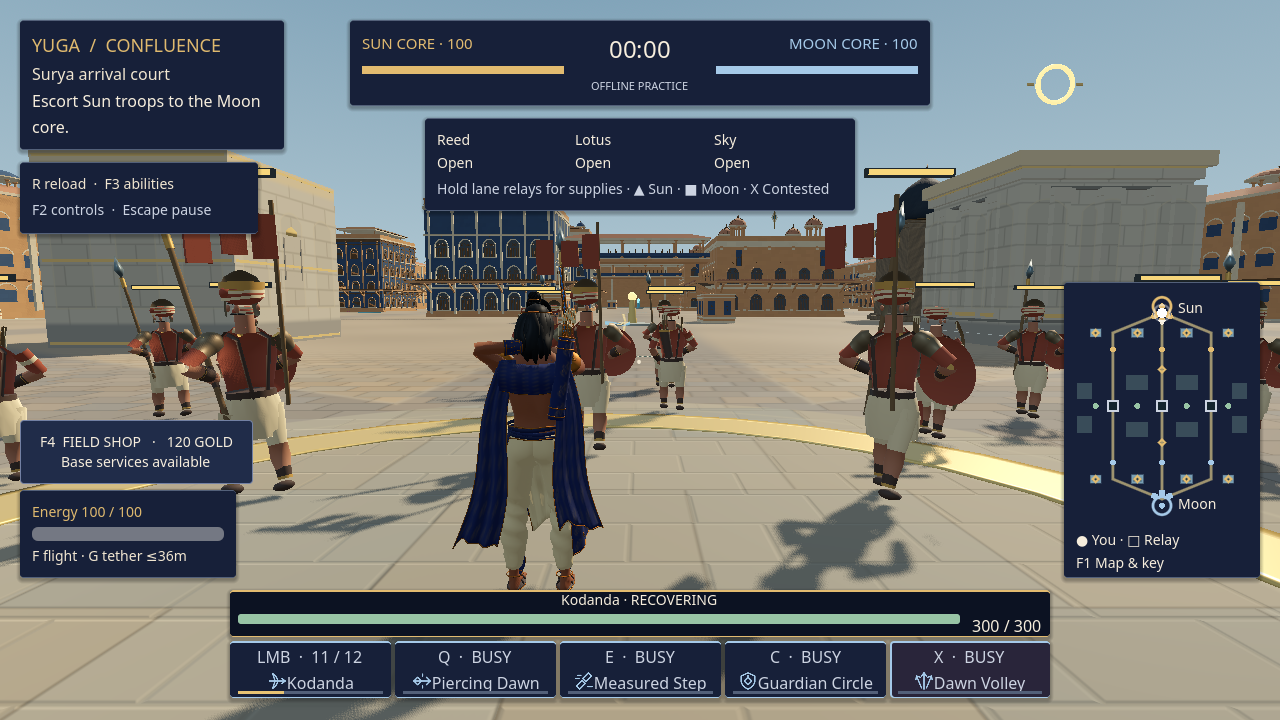 YUGA / CONFLUENCE
Surya arrival court
Escort Sun troops to the Moon
core.
R reload · F3 abilities
F2 controls · Escape pause
SUN CORE · 100
00:00
MOON CORE · 100
OFFLINE PRACTICE
Reed Lotus Sky
Open Open Open
Hold lane relays for supplies · ▲ Sun · ■ Moon · X Contested
F4 FIELD SHOP · 120 GOLD
Base services available
Energy 100 / 100
F flight · G tether ≤36m
Sun
Moon
● You · □ Relay
F1 Map & key
Kodanda · RECOVERING
300 / 300
LMB · 11 / 12
Kodanda
Q · BUSY
Piercing Dawn
E · BUSY
Measured Step
C · BUSY
Guardian Circle
X · BUSY
Dawn Volley